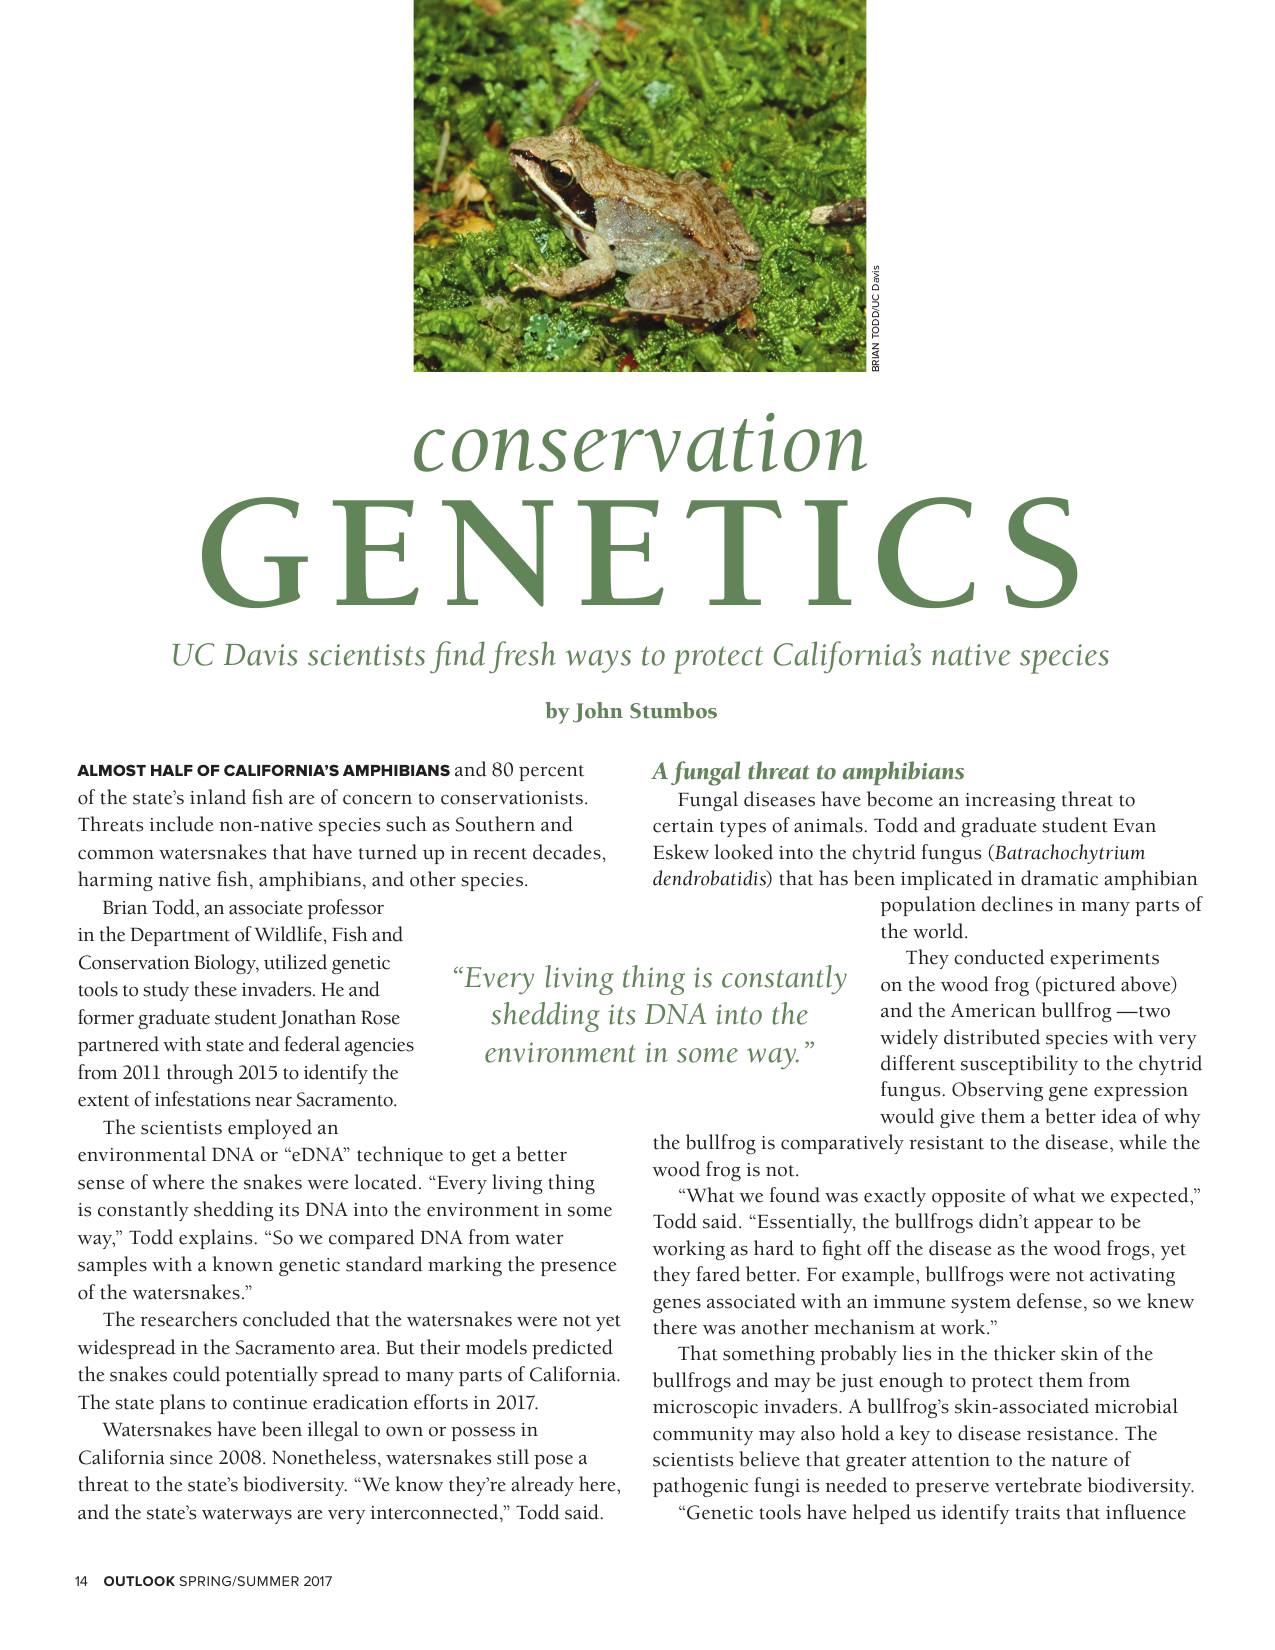 BRIAN TODD/UC Davis
conservation
GENETICS
UC Davis scientists find fresh ways to protect California’s native species
by John Stumbos
ALMOST HALF OF CALIFORNIA’S AMPHIBIANS and 80 percent
of the state’s inland fish are of concern to conservationists.
Threats include non-native species such as Southern and
common watersnakes that have turned up in recent decades,
harming native fish, amphibians, and other species.
Brian Todd, an associate professor
in the Department of Wildlife, Fish and
Conservation Biology, utilized genetic
tools to study these invaders. He and
former graduate student Jonathan Rose
partnered with state and federal agencies
from 2011 through 2015 to identify the
extent of infestations near Sacramento.
The scientists employed an
environmental DNA or “eDNA” technique to get a better
sense of where the snakes were located. “Every living thing
is constantly shedding its DNA into the environment in some
way,” Todd explains. “So we compared DNA from water
samples with a known genetic standard marking the presence
of the watersnakes.”
The researchers concluded that the watersnakes were not yet
widespread in the Sacramento area. But their models predicted
the snakes could potentially spread to many parts of California.
The state plans to continue eradication efforts in 2017.
Watersnakes have been illegal to own or possess in
California since 2008. Nonetheless, watersnakes still pose a
threat to the state’s biodiversity. “We know they’re already here,
and the state’s waterways are very interconnected,” Todd said.
“Every living thing is constantly
shedding its DNA into the
environment in some way.”
A fungal threat to amphibians
Fungal diseases have become an increasing threat to
certain types of animals. Todd and graduate student Evan
Eskew looked into the chytrid fungus (Batrachochytrium
dendrobatidis) that has been implicated in dramatic amphibian
population declines in many parts of
the world.
They conducted experiments
on the wood frog (pictured above)
and the American bullfrog —two
widely distributed species with very
different susceptibility to the chytrid
fungus. Observing gene expression
would give them a better idea of why
the bullfrog is comparatively resistant to the disease, while the
wood frog is not.
“What we found was exactly opposite of what we expected,”
Todd said. “Essentially, the bullfrogs didn’t appear to be
working as hard to fight off the disease as the wood frogs, yet
they fared better. For example, bullfrogs were not activating
genes associated with an immune system defense, so we knew
there was another mechanism at work.”
That something probably lies in the thicker skin of the
bullfrogs and may be just enough to protect them from
microscopic invaders. A bullfrog’s skin-associated microbial
community may also hold a key to disease resistance. The
scientists believe that greater attention to the nature of
pathogenic fungi is needed to preserve vertebrate biodiversity.
“Genetic tools have helped us identify traits that influence
14 OUTLOOK SPRING/SUMMER 2017